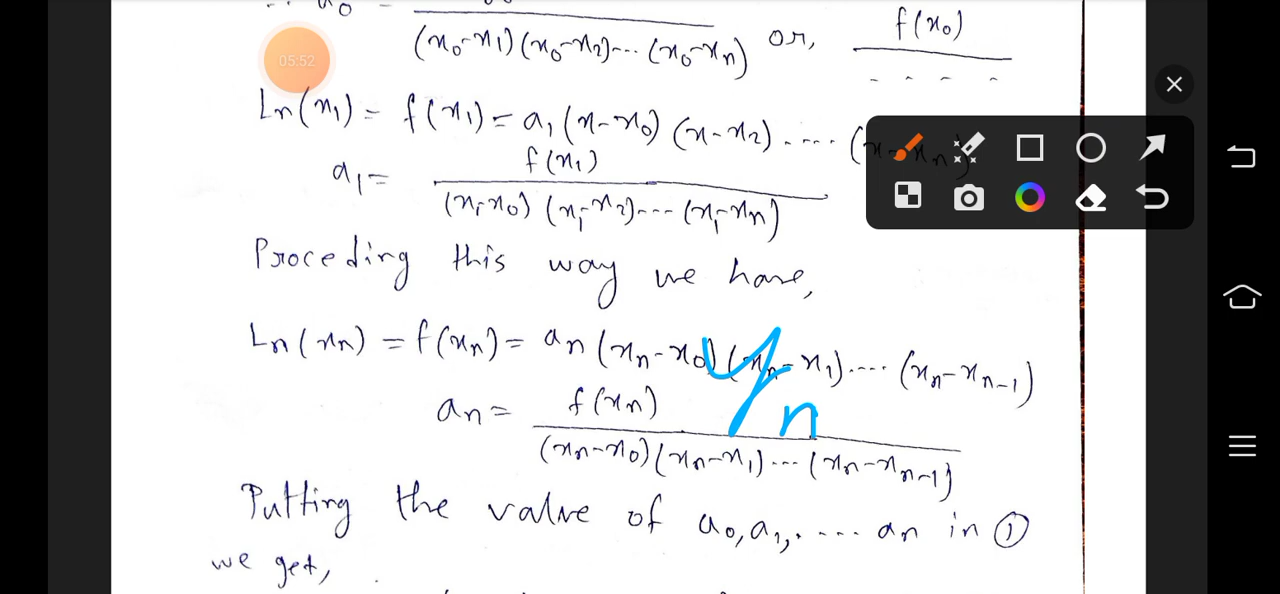 (x₀-x₁)(x₀-x₂)... (x₀-xₙ) or, f(x₀)
05:52
Ln(x₁) = f(x₁) = a₁(x-x₀)(x-x₂).....(x-xₙ)
a₁ = f(x₁)
(x₁-x₀)(x₁-x₂)...(x₁-xₙ)
Proceding this way we have,
Ln(xₙ) = f(xₙ) = aₙ(xₙ-x₀)(xₙ-x₁)....(xₙ-xₙ₋₁)
yₙ
aₙ = f(xₙ)
(xₙ-x₀)(xₙ-x₁)...(xₙ-xₙ₋₁)
Putting the value of a₀,a₁,.... aₙ in ①
we get,